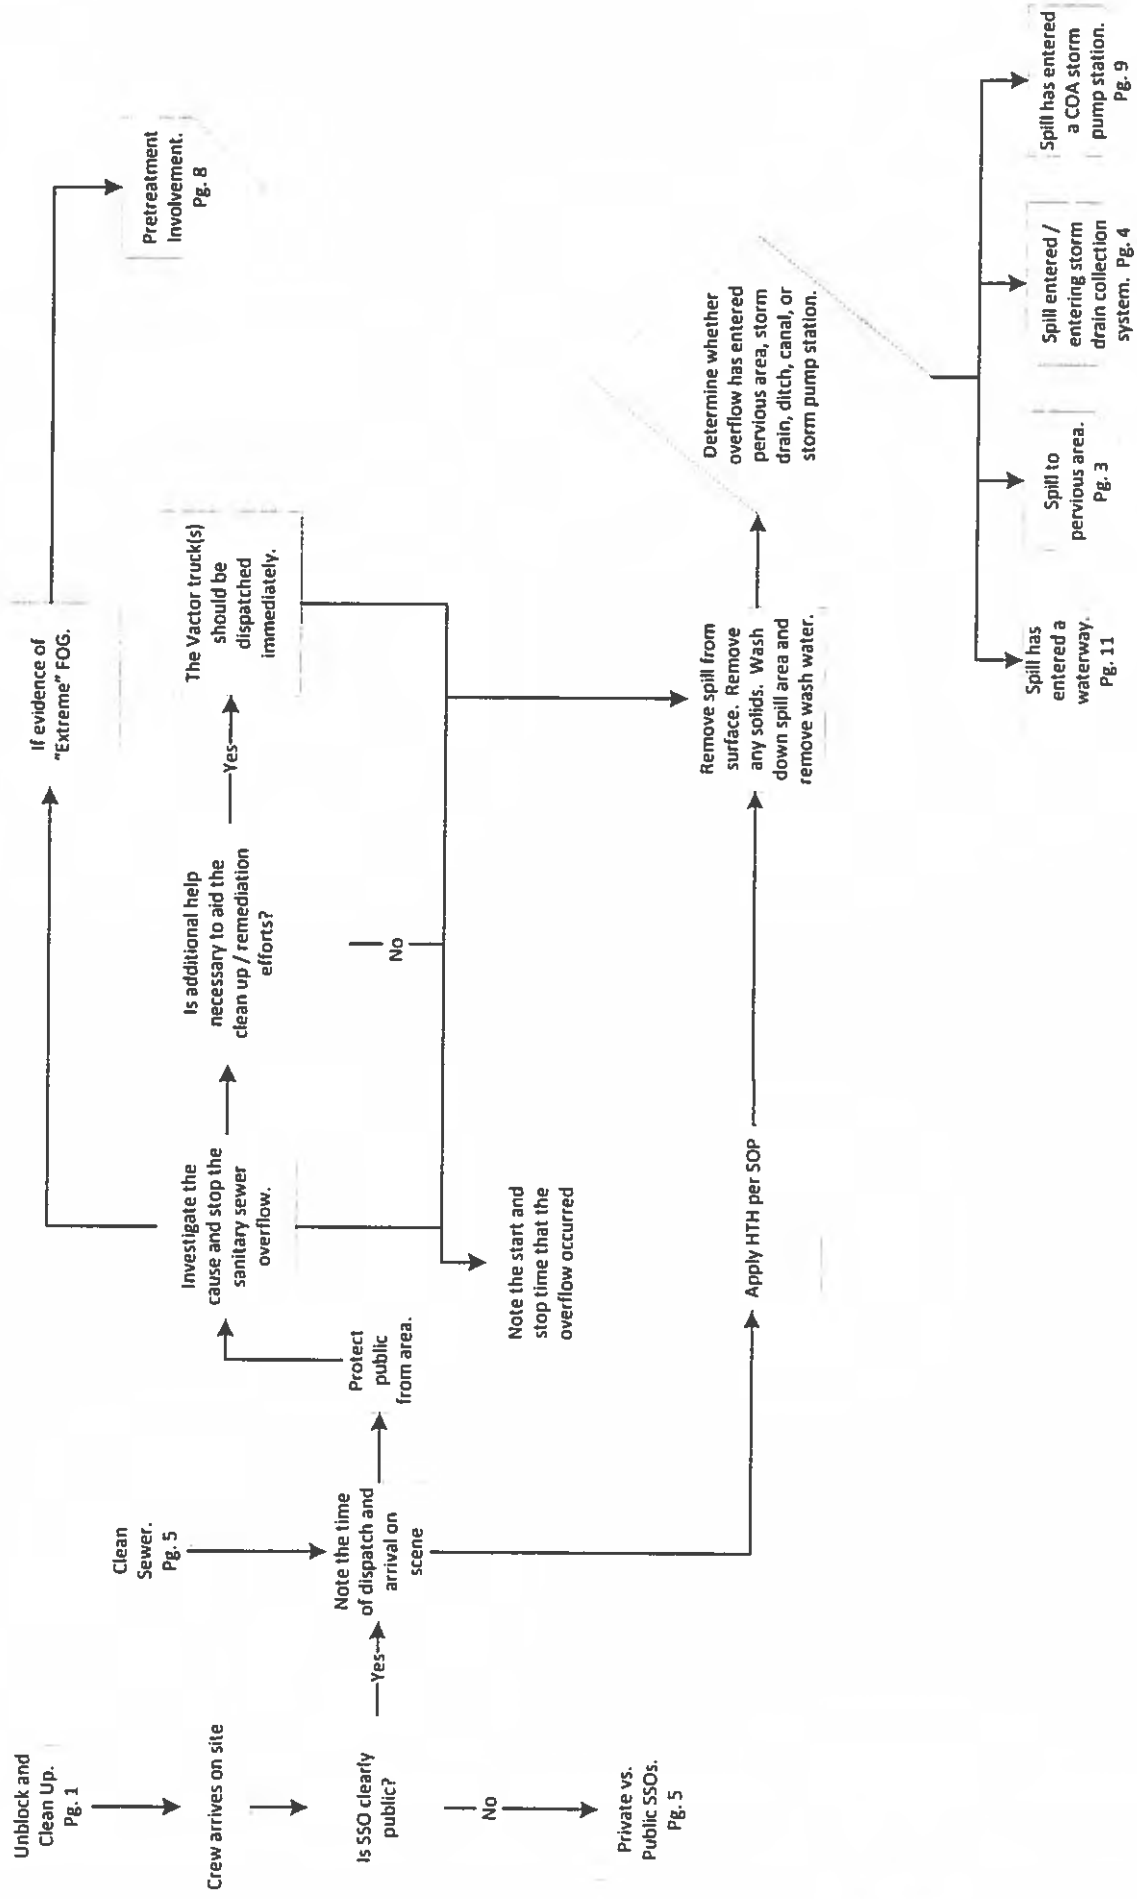 Unblock and
Clean Up.
Pg. 1
Crew arrives on site
Is SSO clearly
public?
No
Private vs.
Public SSOs.
Pg. 5
Yes
Clean
Sewer.
Pg. 5
Note the time
of dispatch and
arrival on
scene
Protect
public
from area.
Investigate the
cause and stop the
sanitary sewer
overflow.
Note the start and
stop time that the
overflow occurred
Is additional help
necessary to aid the
clean up / remediation
efforts?
No
Yes
The Vactor truck(s)
should be
dispatched
immediately.
If evidence of
"Extreme" FOG.
Pretreatment
Involvement.
Pg. 8
Apply HTH per SOP
Remove spill from
surface. Remove
any solids. Wash
down spill area and
remove wash water.
Determine whether
overflow has entered
pervious area, storm
drain, ditch, canal, or
storm pump station.
Spill has
entered a
waterway.
Pg. 11
Spill to
pervious area.
Pg. 3
Spill entered /
entering storm
drain collection
system. Pg. 4
Spill has entered
a COA storm
pump station.
Pg. 9